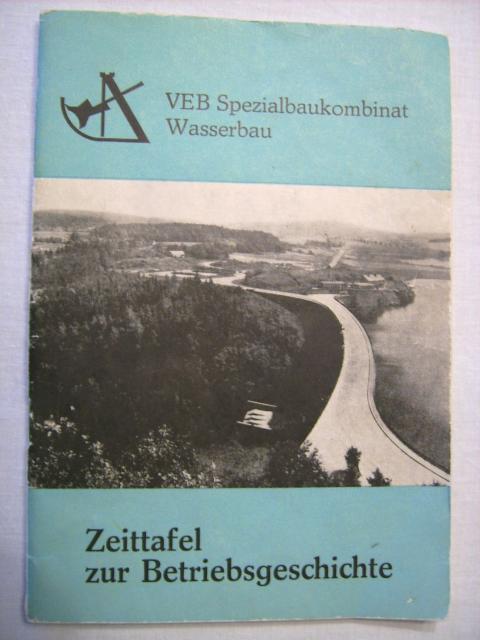 VEB Spezialbaukombinat
Wasserbau
Zeittafel
zur Betriebsgeschichte